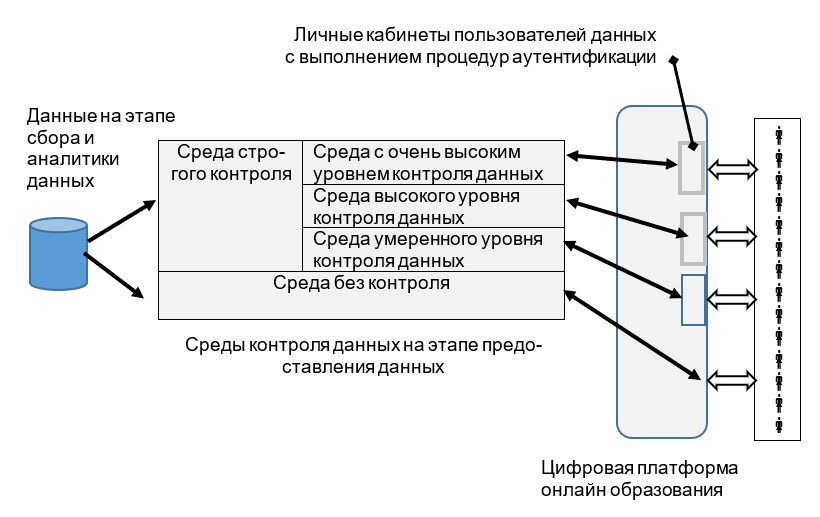 Личные кабинеты пользователей данных
с выполнением процедур аутентификации
Данные на этапе
сбора и
аналитики
данных
Среда стро-
гого контроля
Среда с очень высоким
уровнем контроля данных
Среда высокого уровня
контроля данных
Среда умеренного уровня
контроля данных
Среда без контроля
Среды контроля данных на этапе предо-
ставления данных
Цифровая платформа
онлайн образования